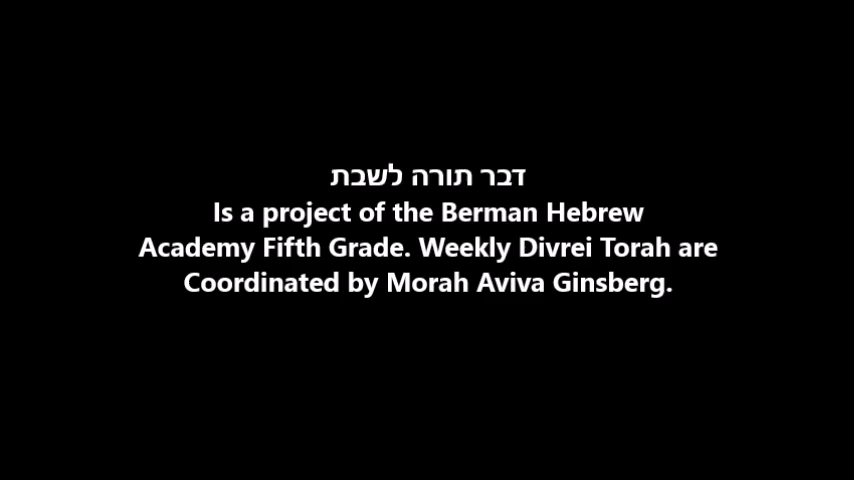 דבר תורה לשבת
Is a project of the Berman Hebrew
Academy Fifth Grade. Weekly Divrei Torah are
Coordinated by Morah Aviva Ginsberg.